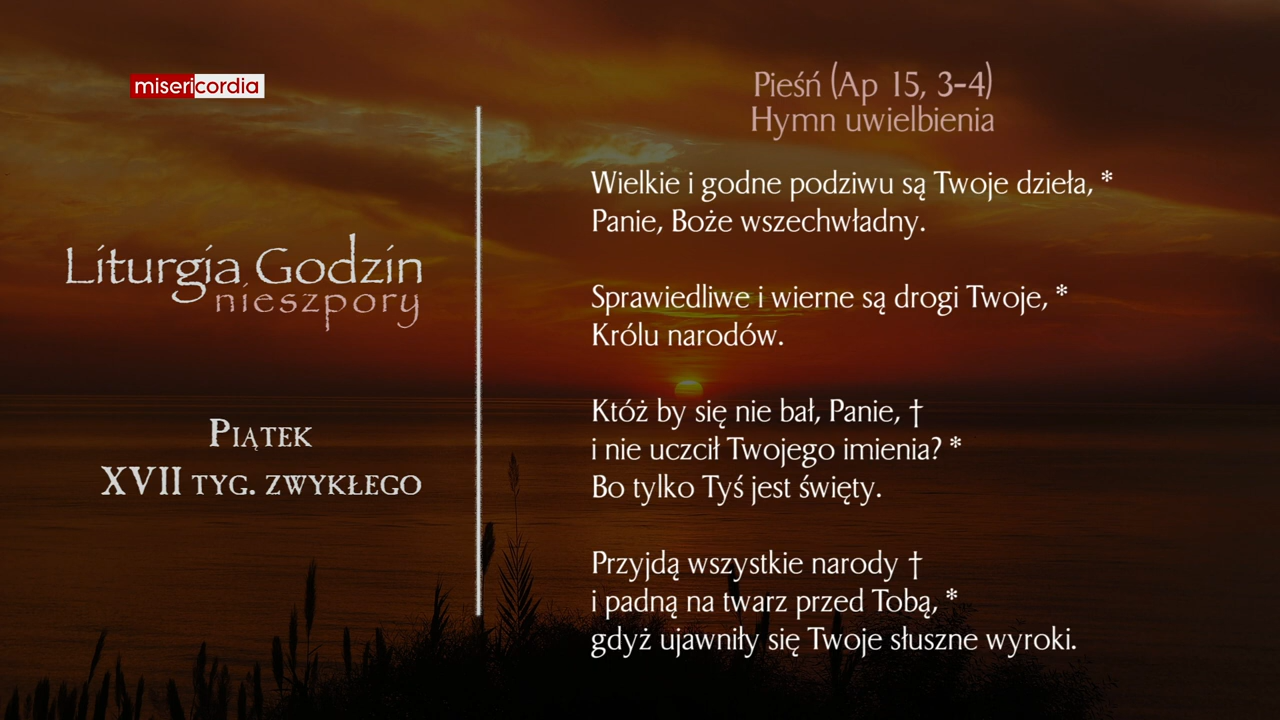 misericordia
Liturgia Godzin
nieszpory
Piątek
XVII tyg. zwykłego
Pieśń (Ap 15, 3-4)
Hymn uwielbienia
Wielkie i godne podziwu są Twoje dzieła, *
Panie, Boże wszechwładny.
Sprawiedliwe i wierne są drogi Twoje, *
Królu narodów.
Któż by się nie bał, Panie, †
i nie uczcił Twojego imienia? *
Bo tylko Tyś jest święty.
Przyjdą wszystkie narody †
i padną na twarz przed Tobą, *
gdyż ujawniły się Twoje słuszne wyroki.